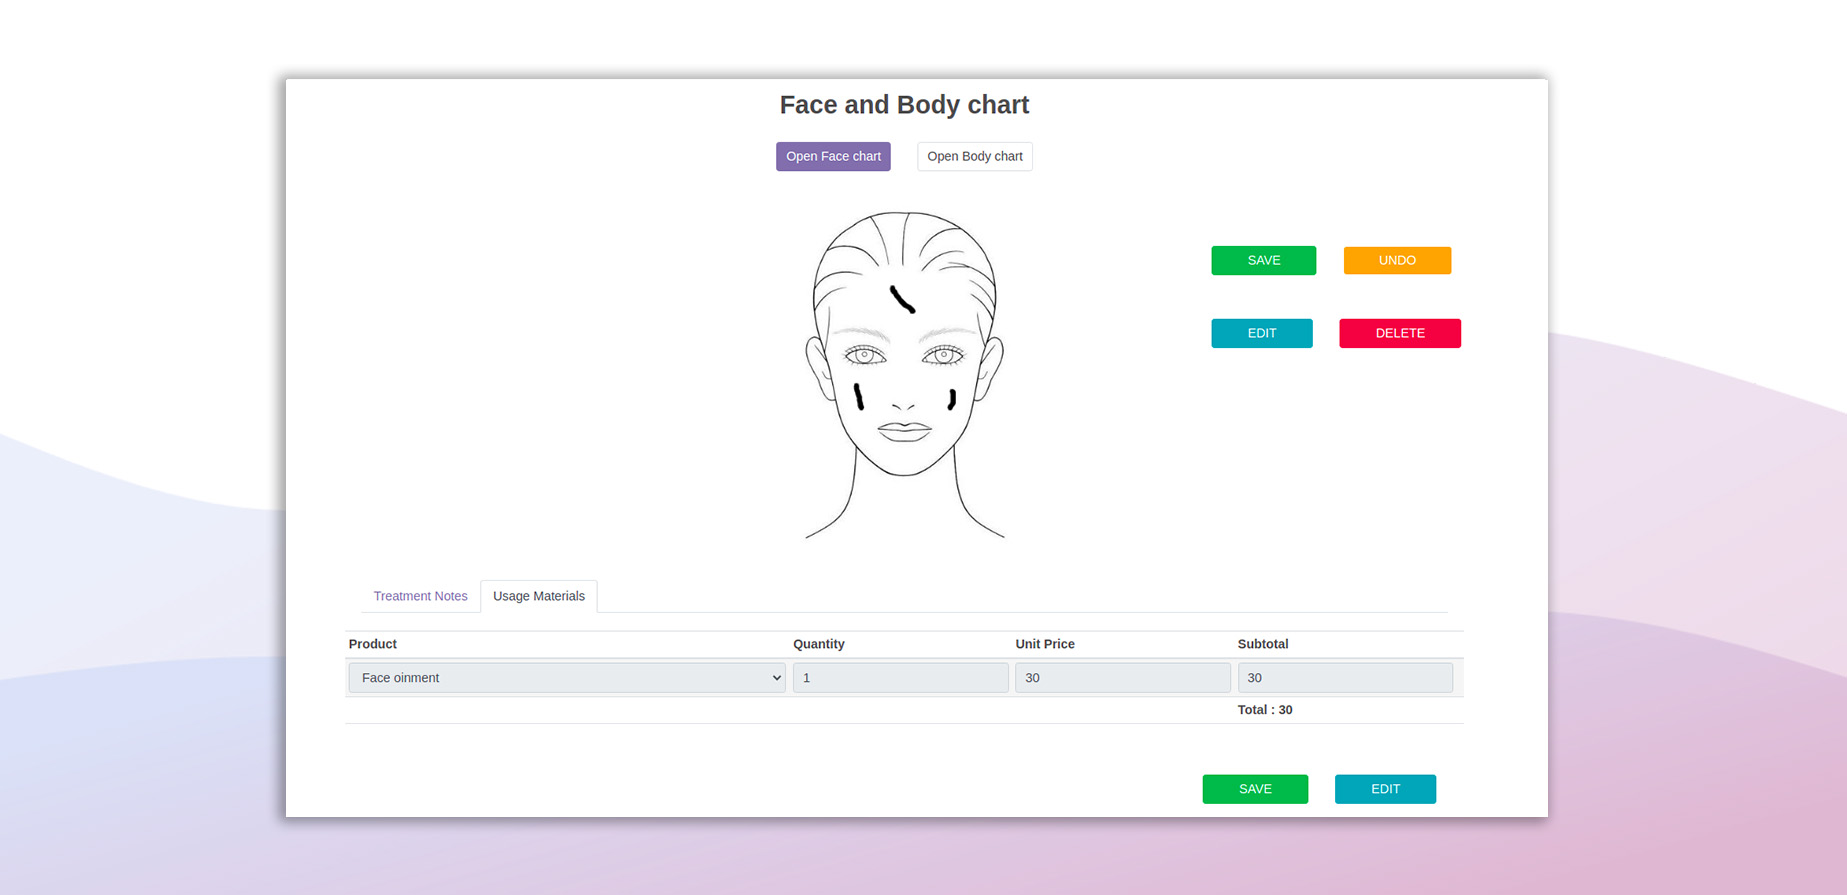 Face and Body chart
Open Face chart Open Body chart
SAVE UNDO
EDIT DELETE
Treatment Notes Usage Materials
Product Quantity Unit Price Subtotal
Face oinment 1 30 30
Total : 30
SAVE EDIT